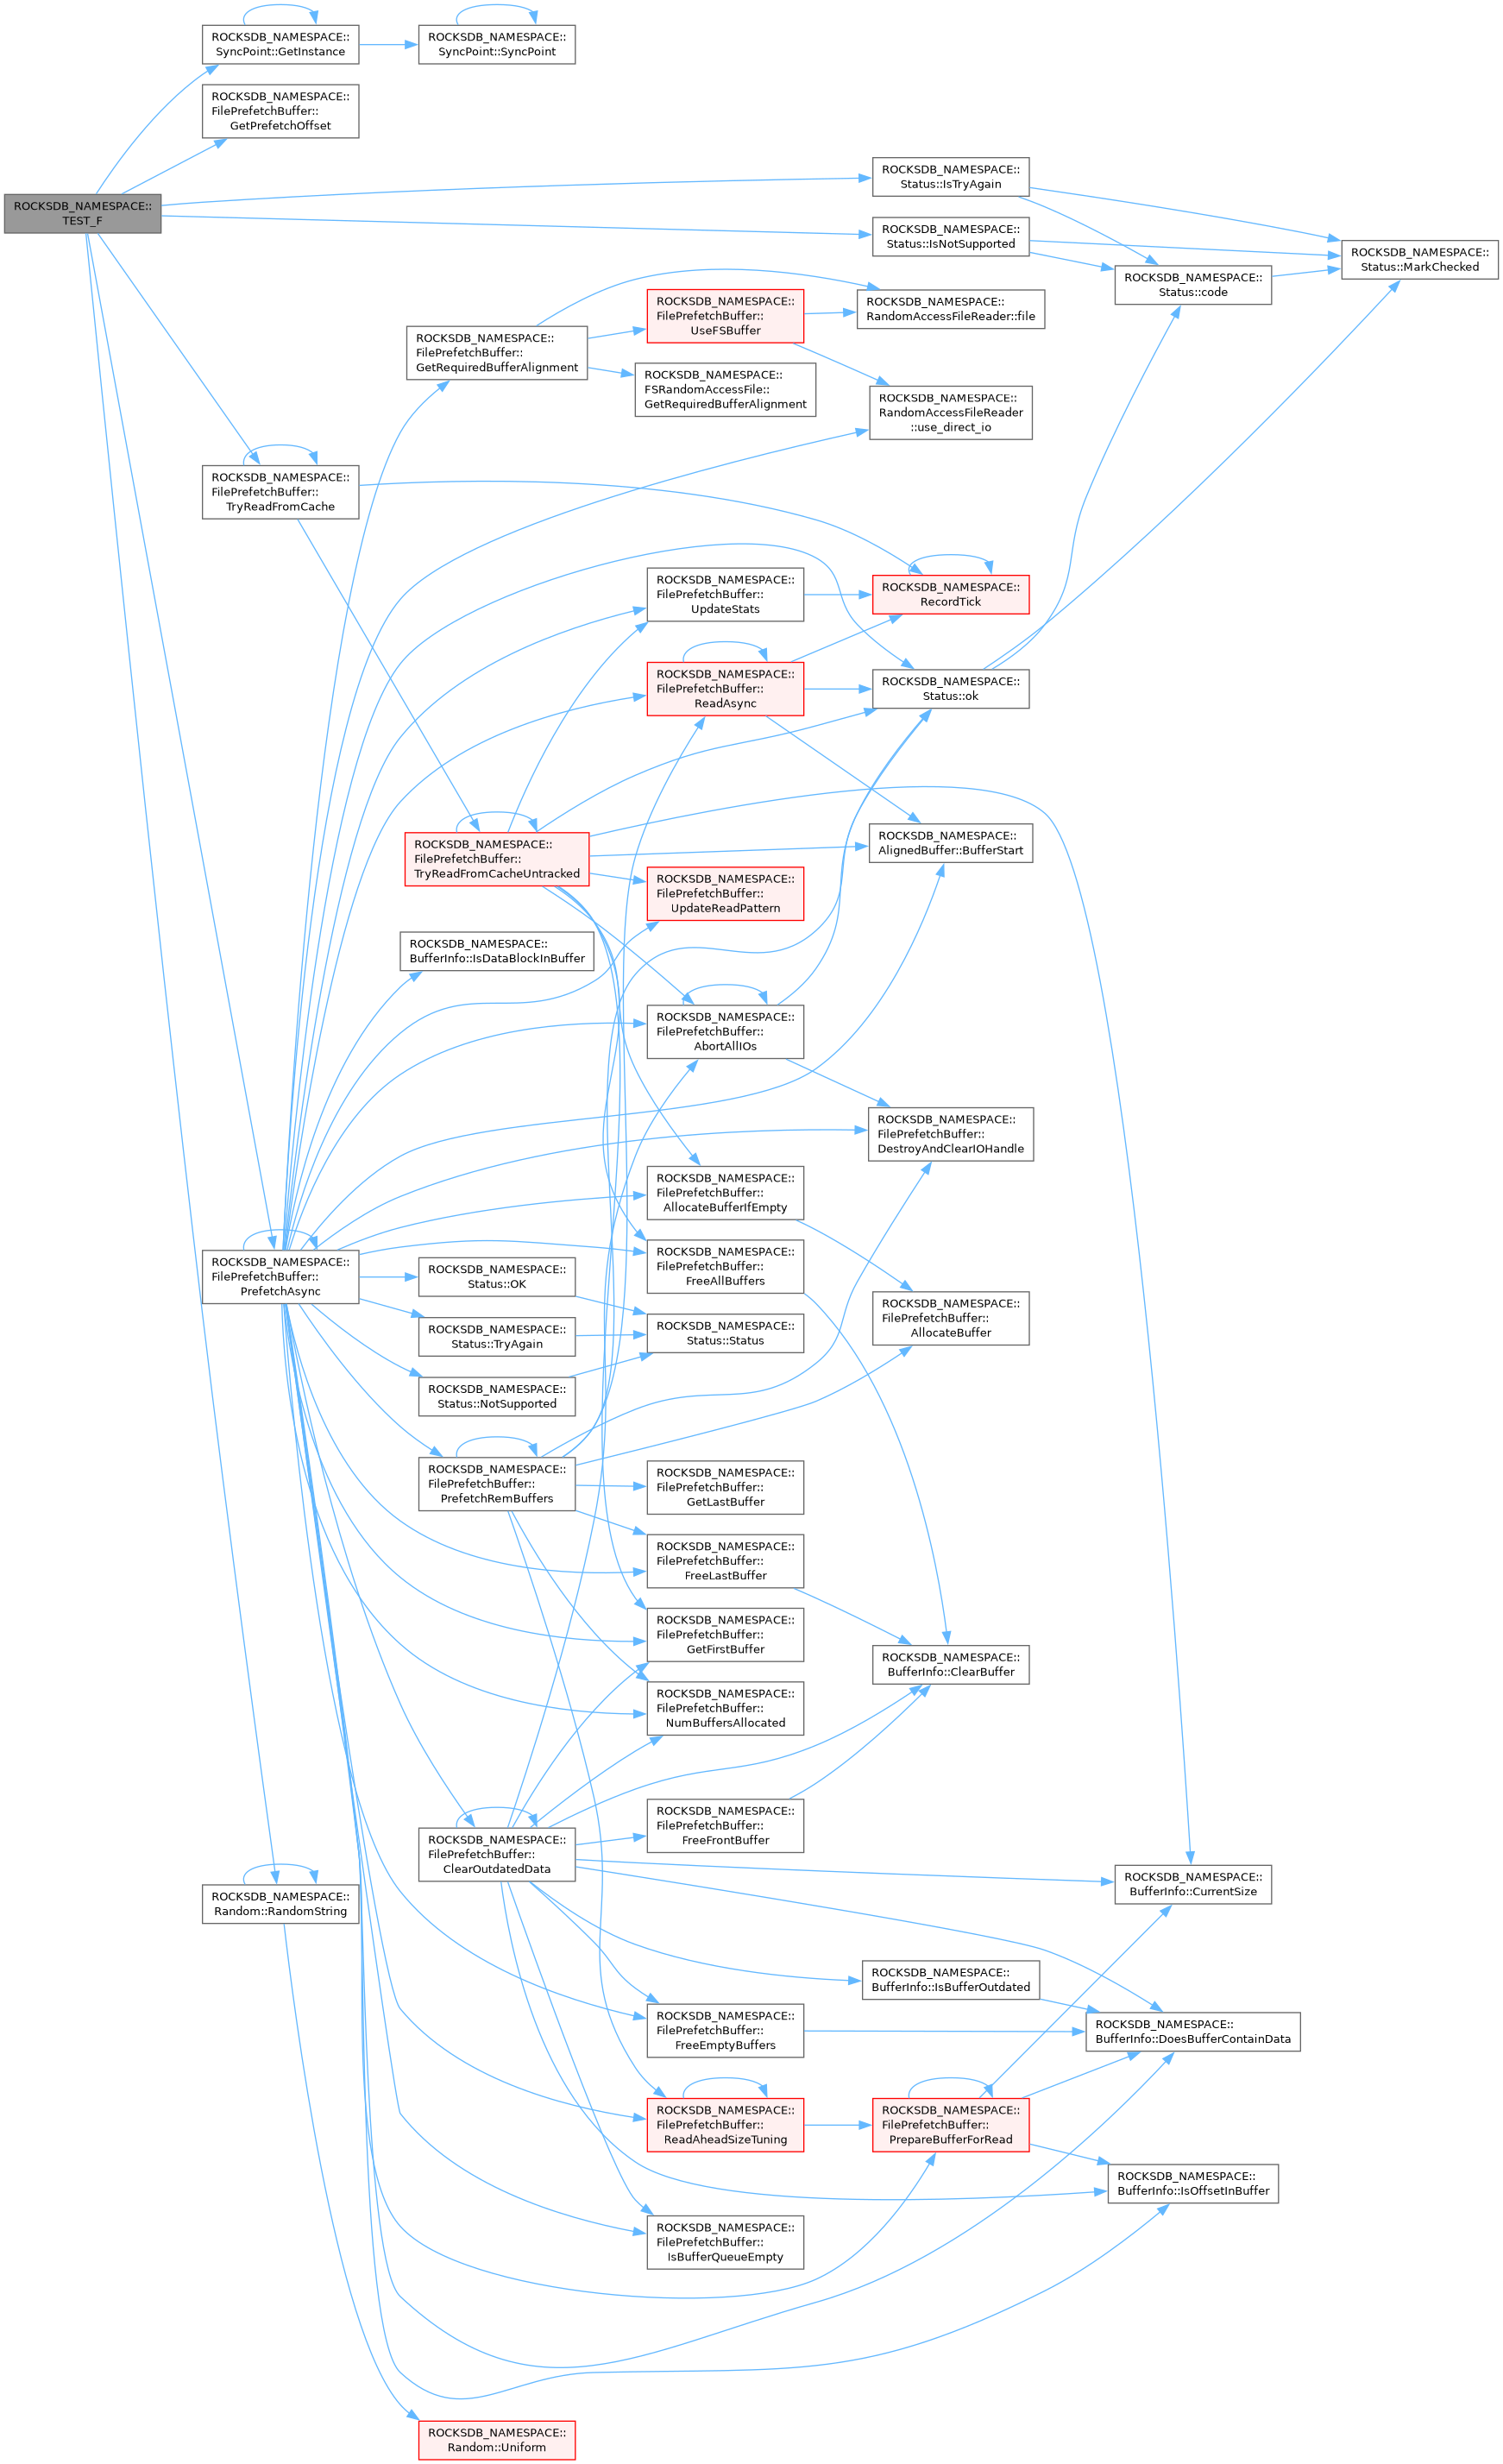 ROCKSDB_NAMESPACE::
SyncPoint::GetInstance
ROCKSDB_NAMESPACE::
SyncPoint::SyncPoint
ROCKSDB_NAMESPACE::
FilePrefetchBuffer::
GetPrefetchOffset
ROCKSDB_NAMESPACE::
TEST_F
ROCKSDB_NAMESPACE::
Status::IsTryAgain
ROCKSDB_NAMESPACE::
Status::IsNotSupported
ROCKSDB_NAMESPACE::
Status::MarkChecked
ROCKSDB_NAMESPACE::
Status::code
ROCKSDB_NAMESPACE::
RandomAccessFileReader::file
ROCKSDB_NAMESPACE::
FilePrefetchBuffer::
UseFSBuffer
ROCKSDB_NAMESPACE::
FilePrefetchBuffer::
GetRequiredBufferAlignment
ROCKSDB_NAMESPACE::
FSRandomAccessFile::
GetRequiredBufferAlignment
ROCKSDB_NAMESPACE::
RandomAccessFileReader
::use_direct_io
ROCKSDB_NAMESPACE::
FilePrefetchBuffer::
TryReadFromCache
ROCKSDB_NAMESPACE::
FilePrefetchBuffer::
UpdateStats
ROCKSDB_NAMESPACE::
RecordTick
ROCKSDB_NAMESPACE::
FilePrefetchBuffer::
ReadAsync
ROCKSDB_NAMESPACE::
Status::ok
ROCKSDB_NAMESPACE::
FilePrefetchBuffer::
TryReadFromCacheUntracked
ROCKSDB_NAMESPACE::
AlignedBuffer::BufferStart
ROCKSDB_NAMESPACE::
FilePrefetchBuffer::
UpdateReadPattern
ROCKSDB_NAMESPACE::
BufferInfo::IsDataBlockInBuffer
ROCKSDB_NAMESPACE::
FilePrefetchBuffer::
AbortAllIOs
ROCKSDB_NAMESPACE::
FilePrefetchBuffer::
DestroyAndClearIOHandle
ROCKSDB_NAMESPACE::
FilePrefetchBuffer::
AllocateBufferIfEmpty
ROCKSDB_NAMESPACE::
FilePrefetchBuffer::
PrefetchAsync
ROCKSDB_NAMESPACE::
Status::OK
ROCKSDB_NAMESPACE::
FilePrefetchBuffer::
FreeAllBuffers
ROCKSDB_NAMESPACE::
FilePrefetchBuffer::
AllocateBuffer
ROCKSDB_NAMESPACE::
Status::TryAgain
ROCKSDB_NAMESPACE::
Status::Status
ROCKSDB_NAMESPACE::
Status::NotSupported
ROCKSDB_NAMESPACE::
FilePrefetchBuffer::
PrefetchRemBuffers
ROCKSDB_NAMESPACE::
FilePrefetchBuffer::
GetLastBuffer
ROCKSDB_NAMESPACE::
FilePrefetchBuffer::
FreeLastBuffer
ROCKSDB_NAMESPACE::
FilePrefetchBuffer::
GetFirstBuffer
ROCKSDB_NAMESPACE::
BufferInfo::ClearBuffer
ROCKSDB_NAMESPACE::
FilePrefetchBuffer::
NumBuffersAllocated
ROCKSDB_NAMESPACE::
FilePrefetchBuffer::
FreeFrontBuffer
ROCKSDB_NAMESPACE::
FilePrefetchBuffer::
ClearOutdatedData
ROCKSDB_NAMESPACE::
BufferInfo::CurrentSize
ROCKSDB_NAMESPACE::
Random::RandomString
ROCKSDB_NAMESPACE::
BufferInfo::IsBufferOutdated
ROCKSDB_NAMESPACE::
FilePrefetchBuffer::
FreeEmptyBuffers
ROCKSDB_NAMESPACE::
BufferInfo::DoesBufferContainData
ROCKSDB_NAMESPACE::
FilePrefetchBuffer::
ReadAheadSizeTuning
ROCKSDB_NAMESPACE::
FilePrefetchBuffer::
PrepareBufferForRead
ROCKSDB_NAMESPACE::
BufferInfo::IsOffsetInBuffer
ROCKSDB_NAMESPACE::
FilePrefetchBuffer::
IsBufferQueueEmpty
ROCKSDB_NAMESPACE::
Random::Uniform